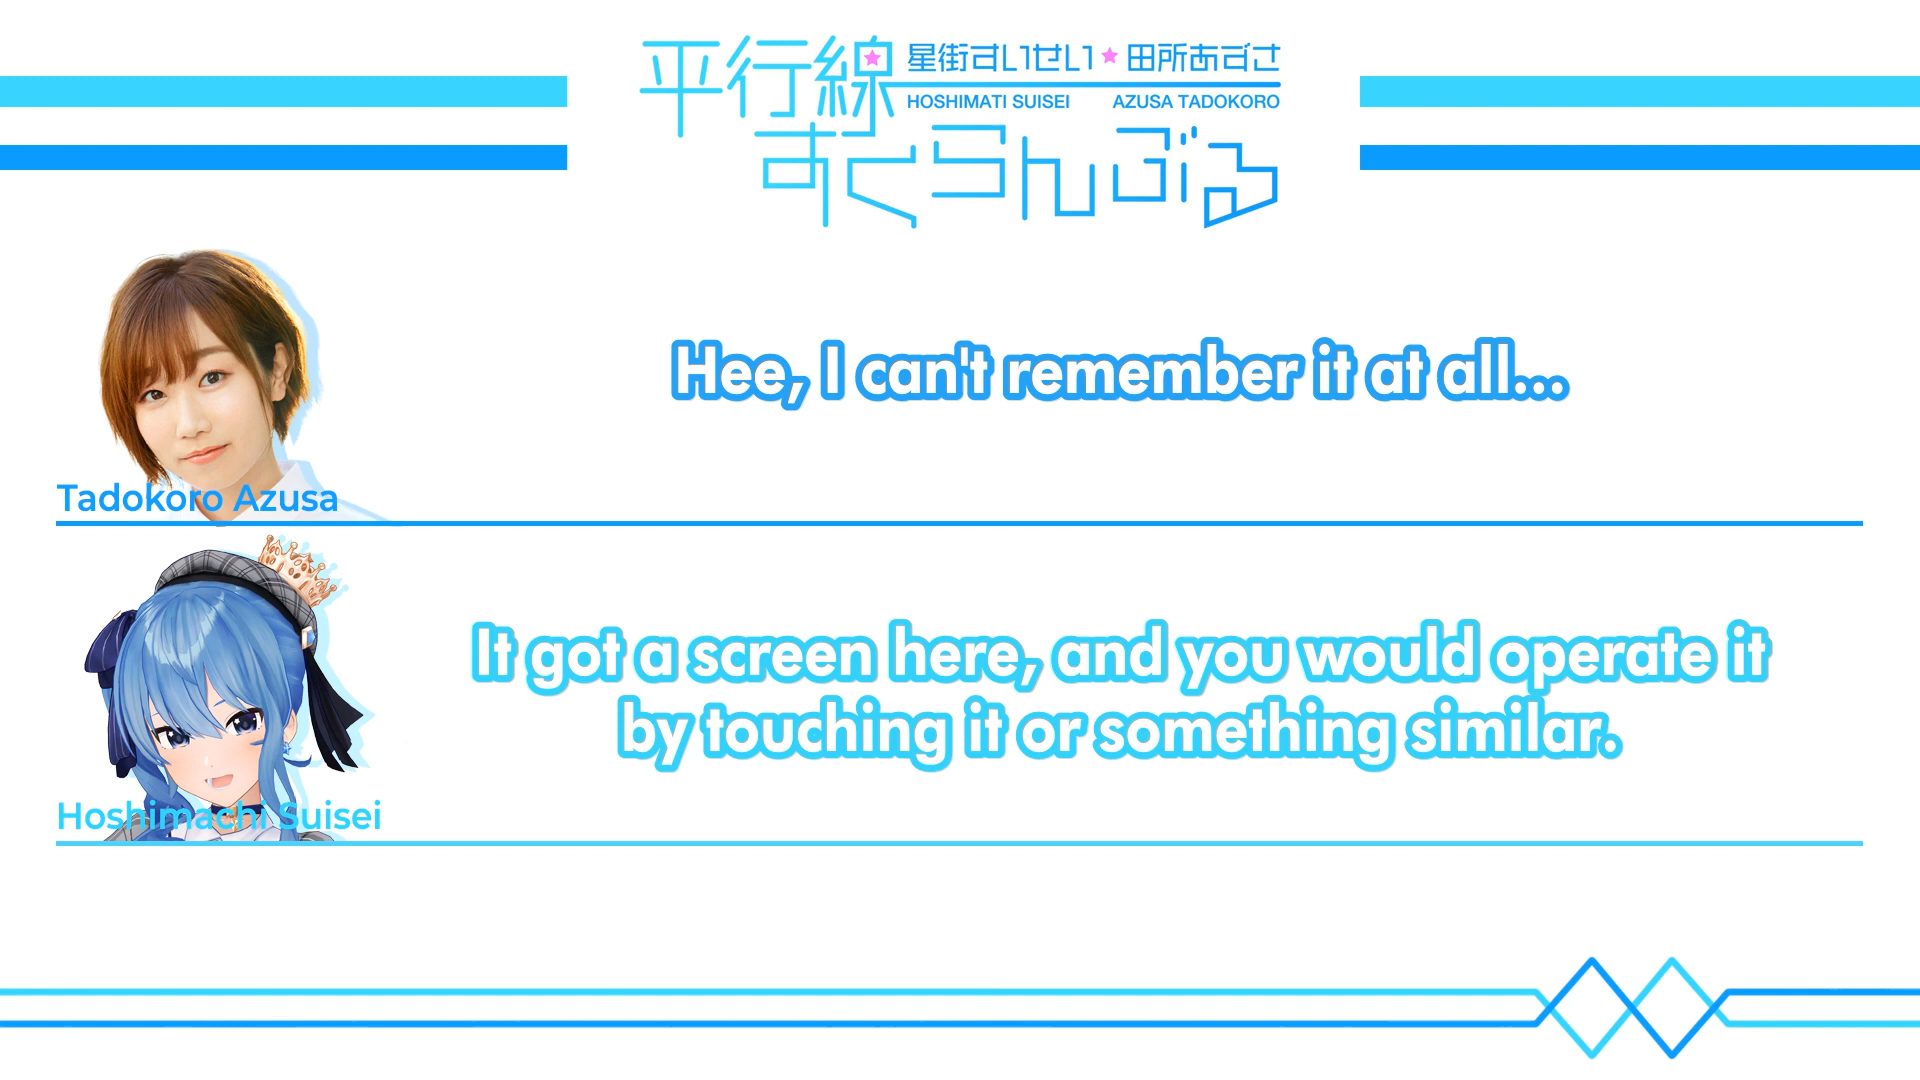 平行線
星街すいせい★田所あずさ
HOSHIMATI SUISEI AZUSA TADOKORO
すくらんぶる
Hee, I can't remember it at all...
Tadokoro Azusa
It got a screen here, and you would operate it
by touching it or something similar.
Hoshimachi Suisei